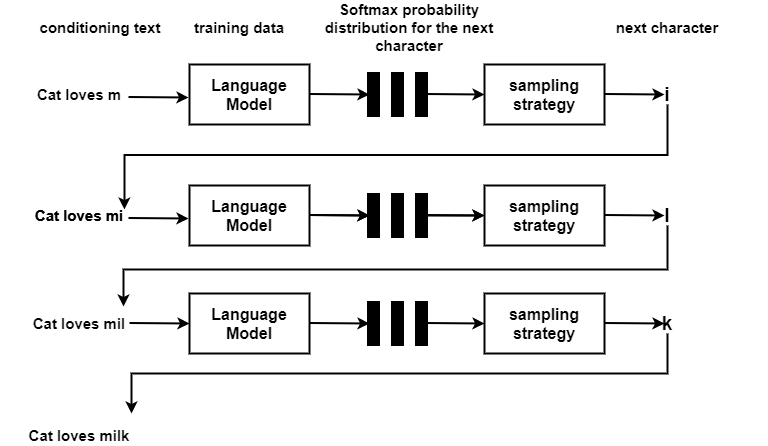 conditioning text
training data
Softmax probability
distribution for the next
character
next character
Cat loves m
Language
Model
sampling
strategy
i
Cat loves mi
Language
Model
sampling
strategy
l
Cat loves mil
Language
Model
sampling
strategy
k
Cat loves milk